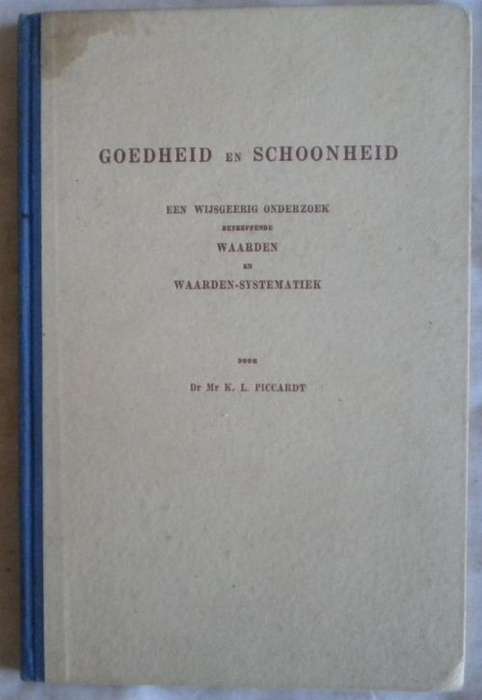 GOEDHEID EN SCHOONHEID
EEN WIJSGEERIG ONDERZOEK
BETREFFENDE
WAARDEN
EN
WAARDEN-SYSTEMATIEK
DOOR
Dr Mr K. L. PICCARDT